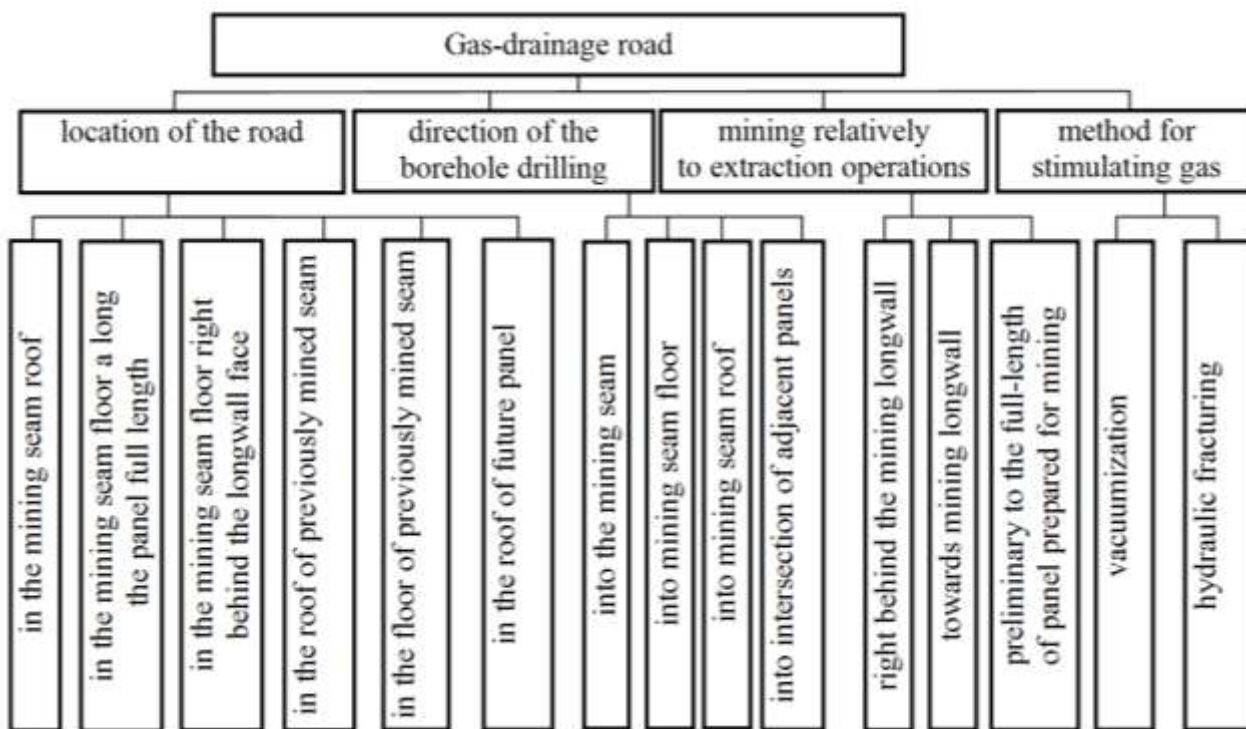 Gas-drainage road
location of the road
direction of the
borehole drilling
mining relatively
to extraction operations
method for
stimulating gas
in the mining seam roof
in the mining seam floor a long
the panel full length
in the mining seam floor right
behind the longwall face
in the roof of previously mined seam
in the floor of previously mined seam
in the roof of future panel
into the mining seam
into mining seam floor
into mining seam roof
into intersection of adjacent panels
right behind the mining longwall
towards mining longwall
preliminary to the full-length
of panel prepared for mining
vacuumization
hydraulic fracturing